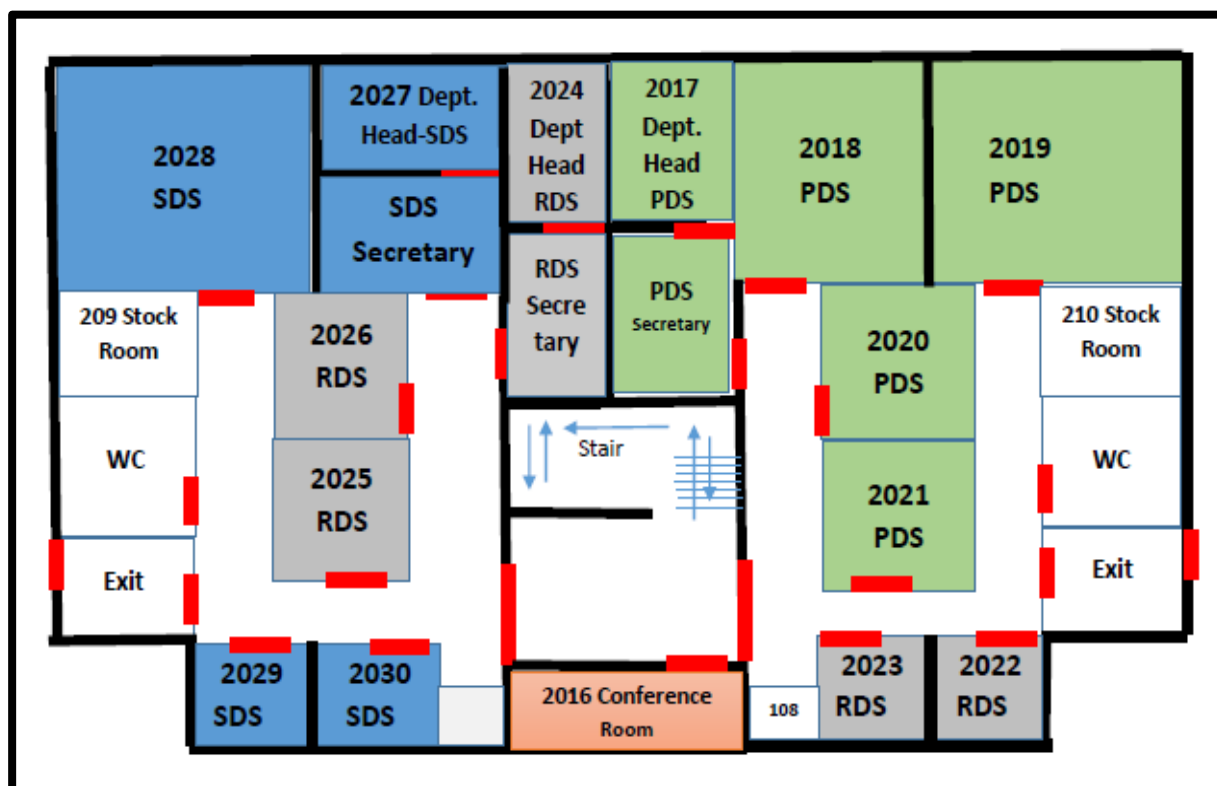 2028
SDS
2027 Dept.
Head-SDS
SDS
Secretary
2024
Dept
Head
RDS
2017
Dept.
Head
PDS
2018
PDS
2019
PDS
RDS
Secre
tary
PDS
Secretary
209 Stock
Room
2026
RDS
2020
PDS
210 Stock
Room
WC
2025
RDS
Stair
2021
PDS
WC
Exit
Exit
2029
SDS
2030
SDS
2016 Conference
Room
108
2023
RDS
2022
RDS